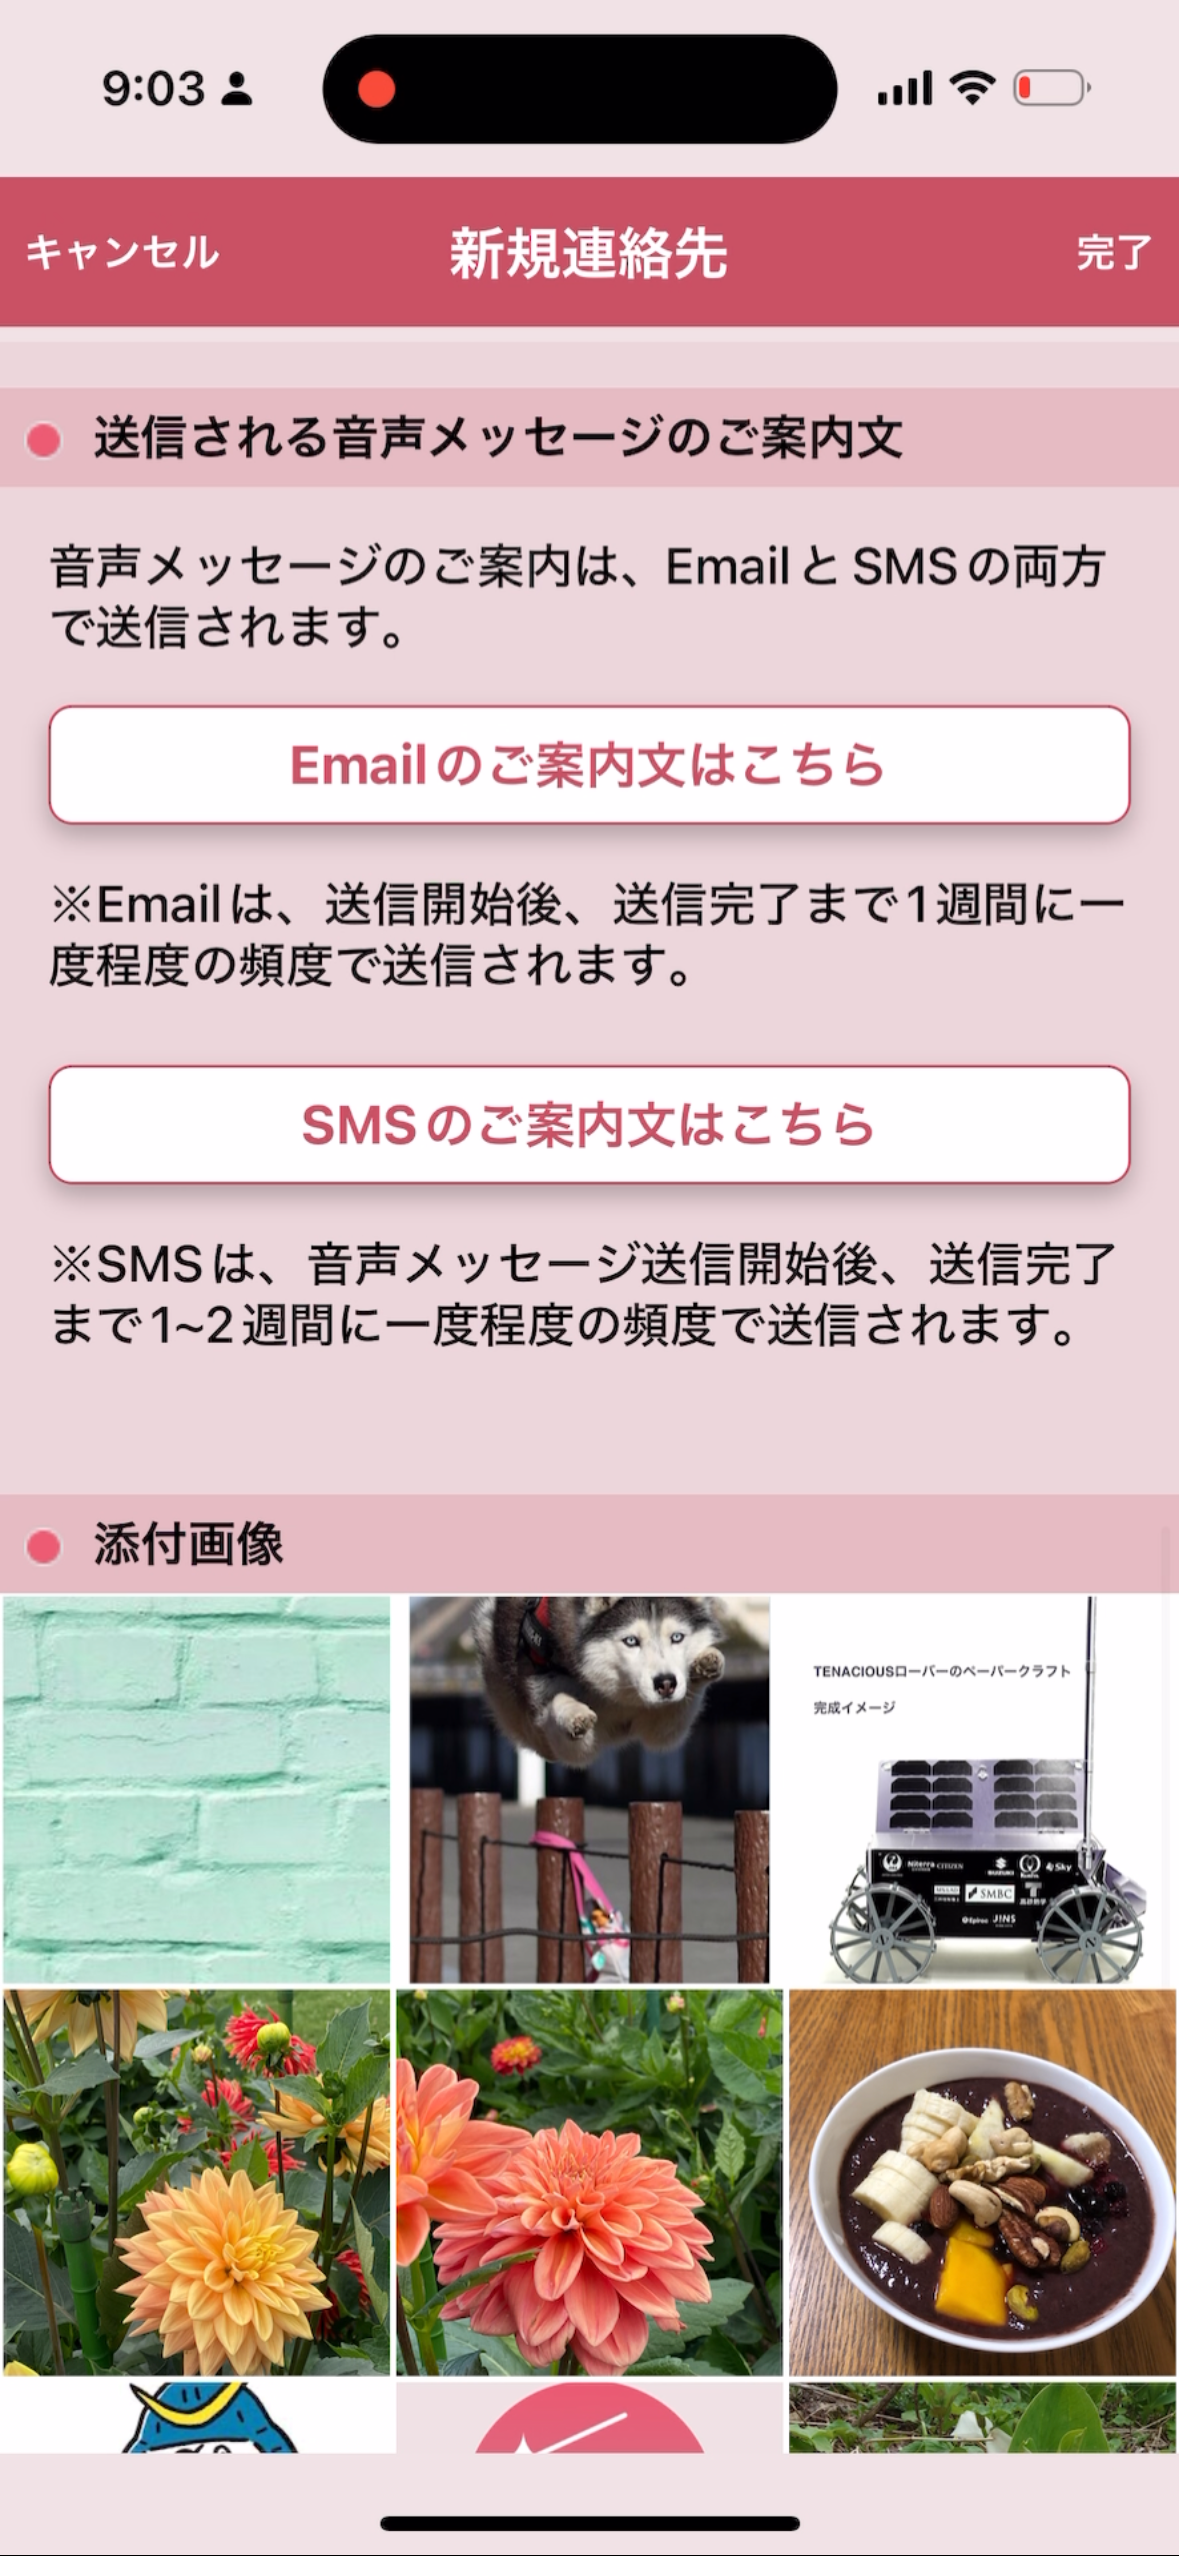 9:03
キャンセル
新規連絡先
完了
送信される音声メッセージのご案内文
音声メッセージのご案内は、EmailとSMSの両方
で送信されます。
Emailのご案内文はこちら
※Emailは、送信開始後、送信完了まで1週間に一
度程度の頻度で送信されます。
SMSのご案内文はこちら
※SMSは、音声メッセージ送信開始後、送信完了
まで1~2週間に一度程度の頻度で送信されます。
添付画像
TENACIOUSローバーのペーパークラフト
完成イメージ
Niterra
CITIZEN
SUZUKI
Sky
SMBC
高砂熱学
Epiroc
J!NS